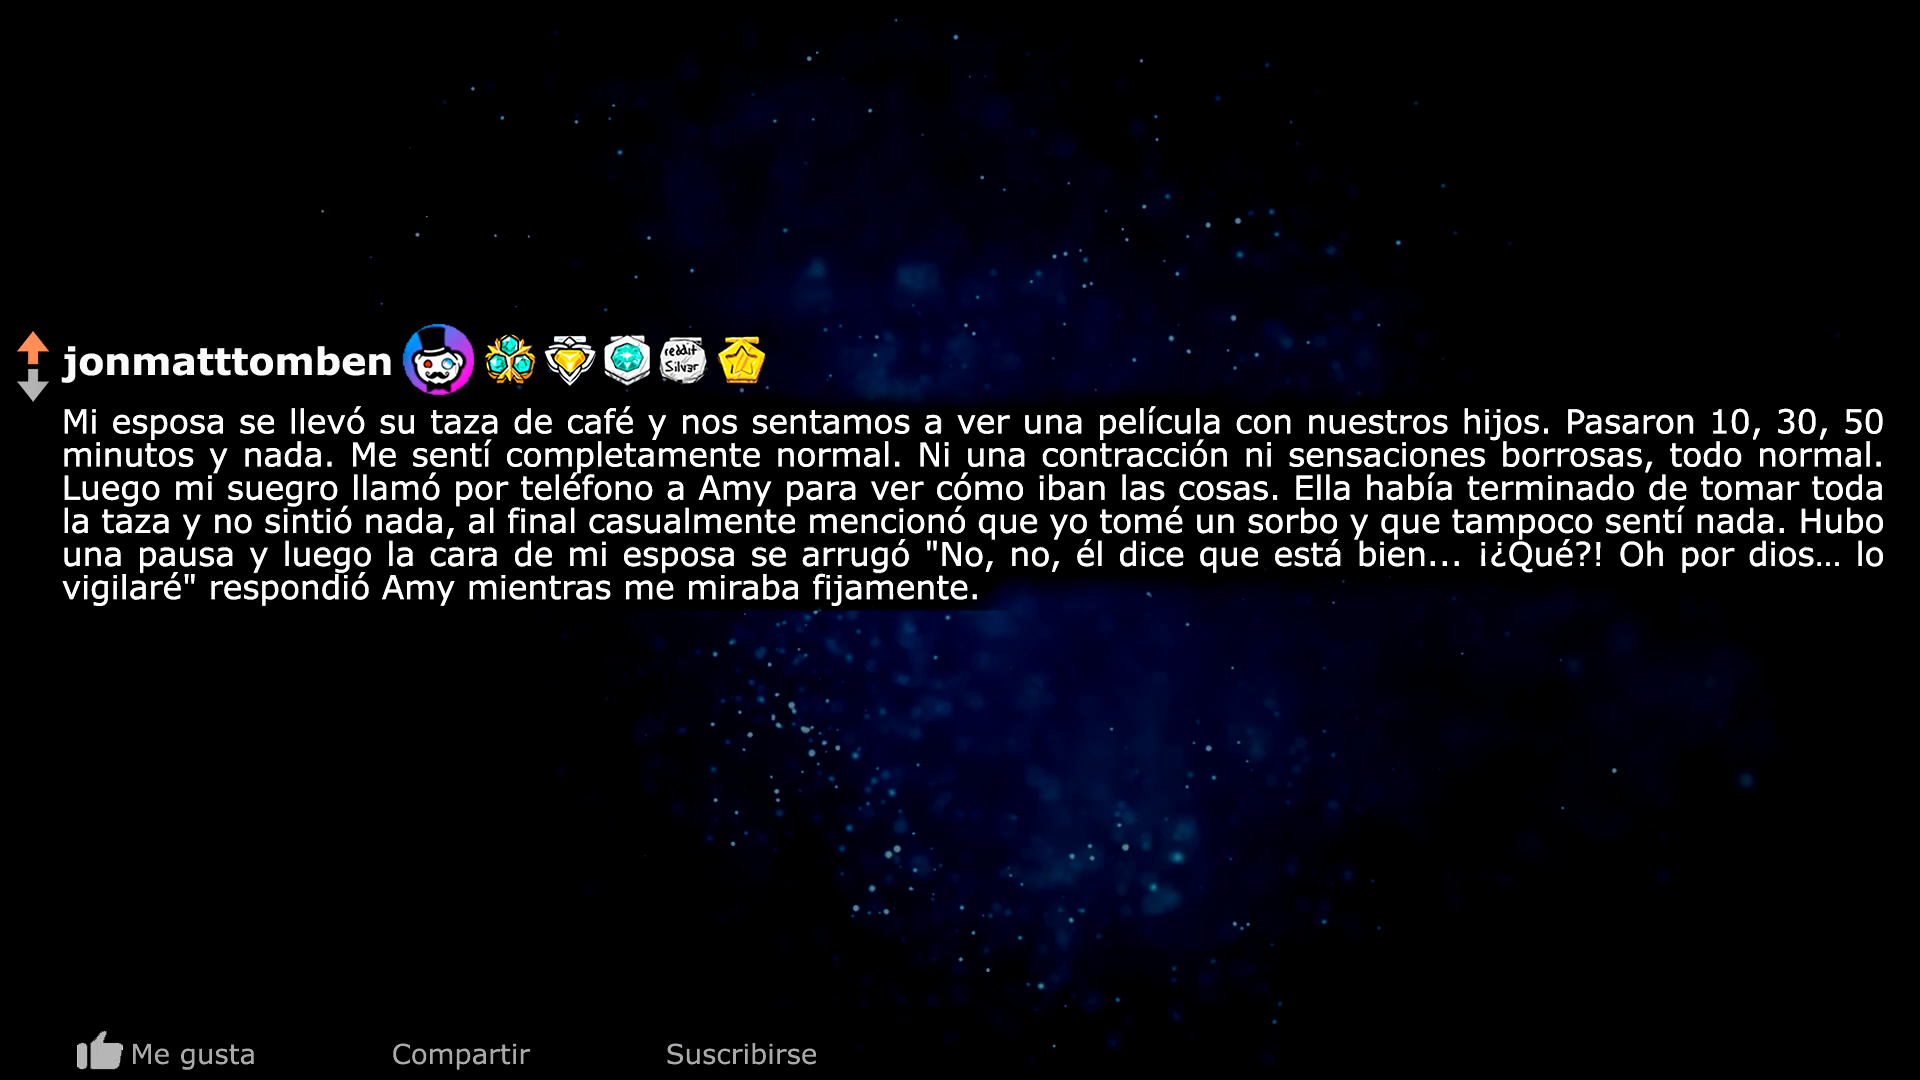 jonmatttomben
reddit
Silver
Mi esposa se llevó su taza de café y nos sentamos a ver una película con nuestros hijos. Pasaron 10, 30, 50
minutos y nada. Me sentí completamente normal. Ni una contracción ni sensaciones borrosas, todo normal.
Luego mi suegro llamó por teléfono a Amy para ver cómo iban las cosas. Ella había terminado de tomar toda
la taza y no sintió nada, al final casualmente mencionó que yo tomé un sorbo y que tampoco sentí nada. Hubo
una pausa y luego la cara de mi esposa se arrugó "No, no, él dice que está bien... ¡¿Qué?! Oh por dios… lo
vigilaré" respondió Amy mientras me miraba fijamente.
Me gusta
Compartir
Suscribirse